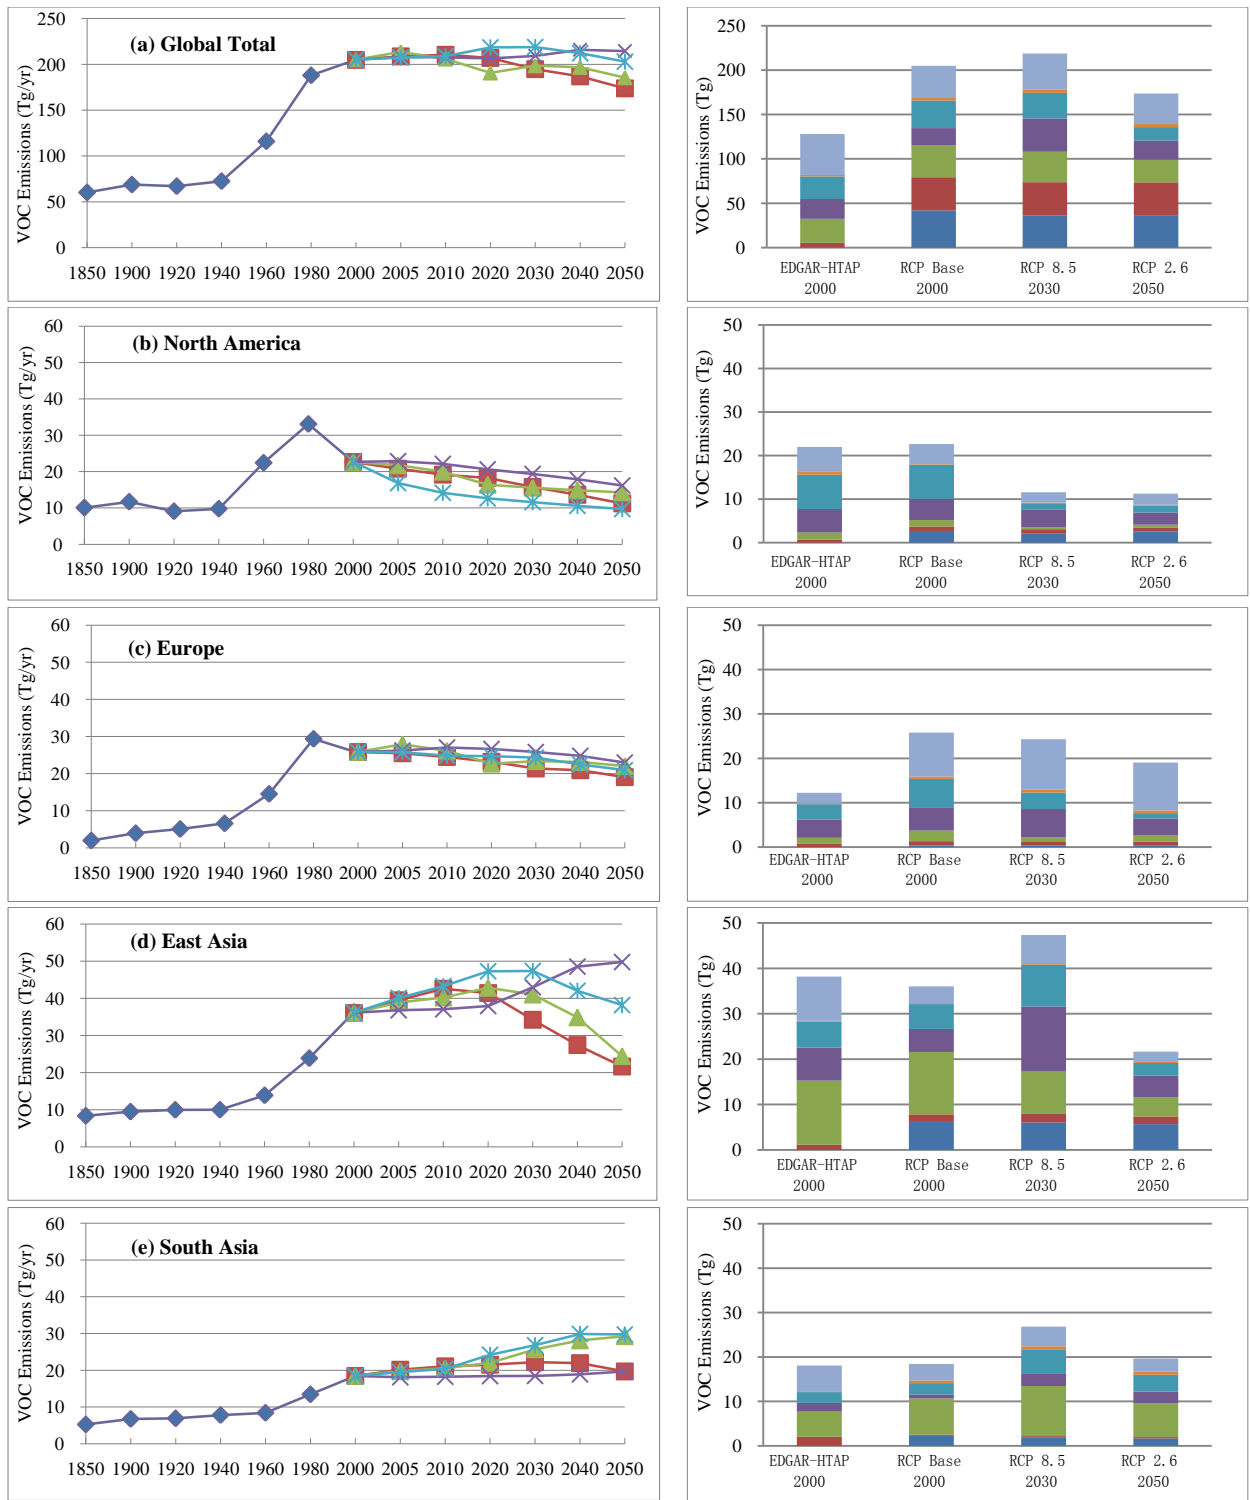 (a) Global Total
VOC Emissions (Tg/yr)
250
200
150
100
50
0
1850 1900 1920 1940 1960 1980 2000 2005 2010 2020 2030 2040 2050
VOC Emissions (Tg)
250
200
150
100
50
0
EDGAR-HTAP RCP Base RCP 8.5 RCP 2.6
2000 2000 2030 2050
(b) North America
VOC Emissions (Tg/yr)
60
50
40
30
20
10
0
1850 1900 1920 1940 1960 1980 2000 2005 2010 2020 2030 2040 2050
VOC Emissions (Tg)
50
40
30
20
10
0
EDGAR-HTAP RCP Base RCP 8.5 RCP 2.6
2000 2000 2030 2050
(c) Europe
VOC Emissions (Tg/yr)
60
50
40
30
20
10
0
1850 1900 1920 1940 1960 1980 2000 2005 2010 2020 2030 2040 2050
VOC Emissions (Tg)
50
40
30
20
10
0
EDGAR-HTAP RCP Base RCP 8.5 RCP 2.6
2000 2000 2030 2050
(d) East Asia
VOC Emissions (Tg/yr)
60
50
40
30
20
10
0
1850 1900 1920 1940 1960 1980 2000 2005 2010 2020 2030 2040 2050
VOC Emissions (Tg)
50
40
30
20
10
0
EDGAR-HTAP RCP Base RCP 8.5 RCP 2.6
2000 2000 2030 2050
(e) South Asia
VOC Emissions (Tg/yr)
60
50
40
30
20
10
0
1850 1900 1920 1940 1960 1980 2000 2005 2010 2020 2030 2040 2050
VOC Emissions (Tg)
50
40
30
20
10
0
EDGAR-HTAP RCP Base RCP 8.5 RCP 2.6
2000 2000 2030 2050